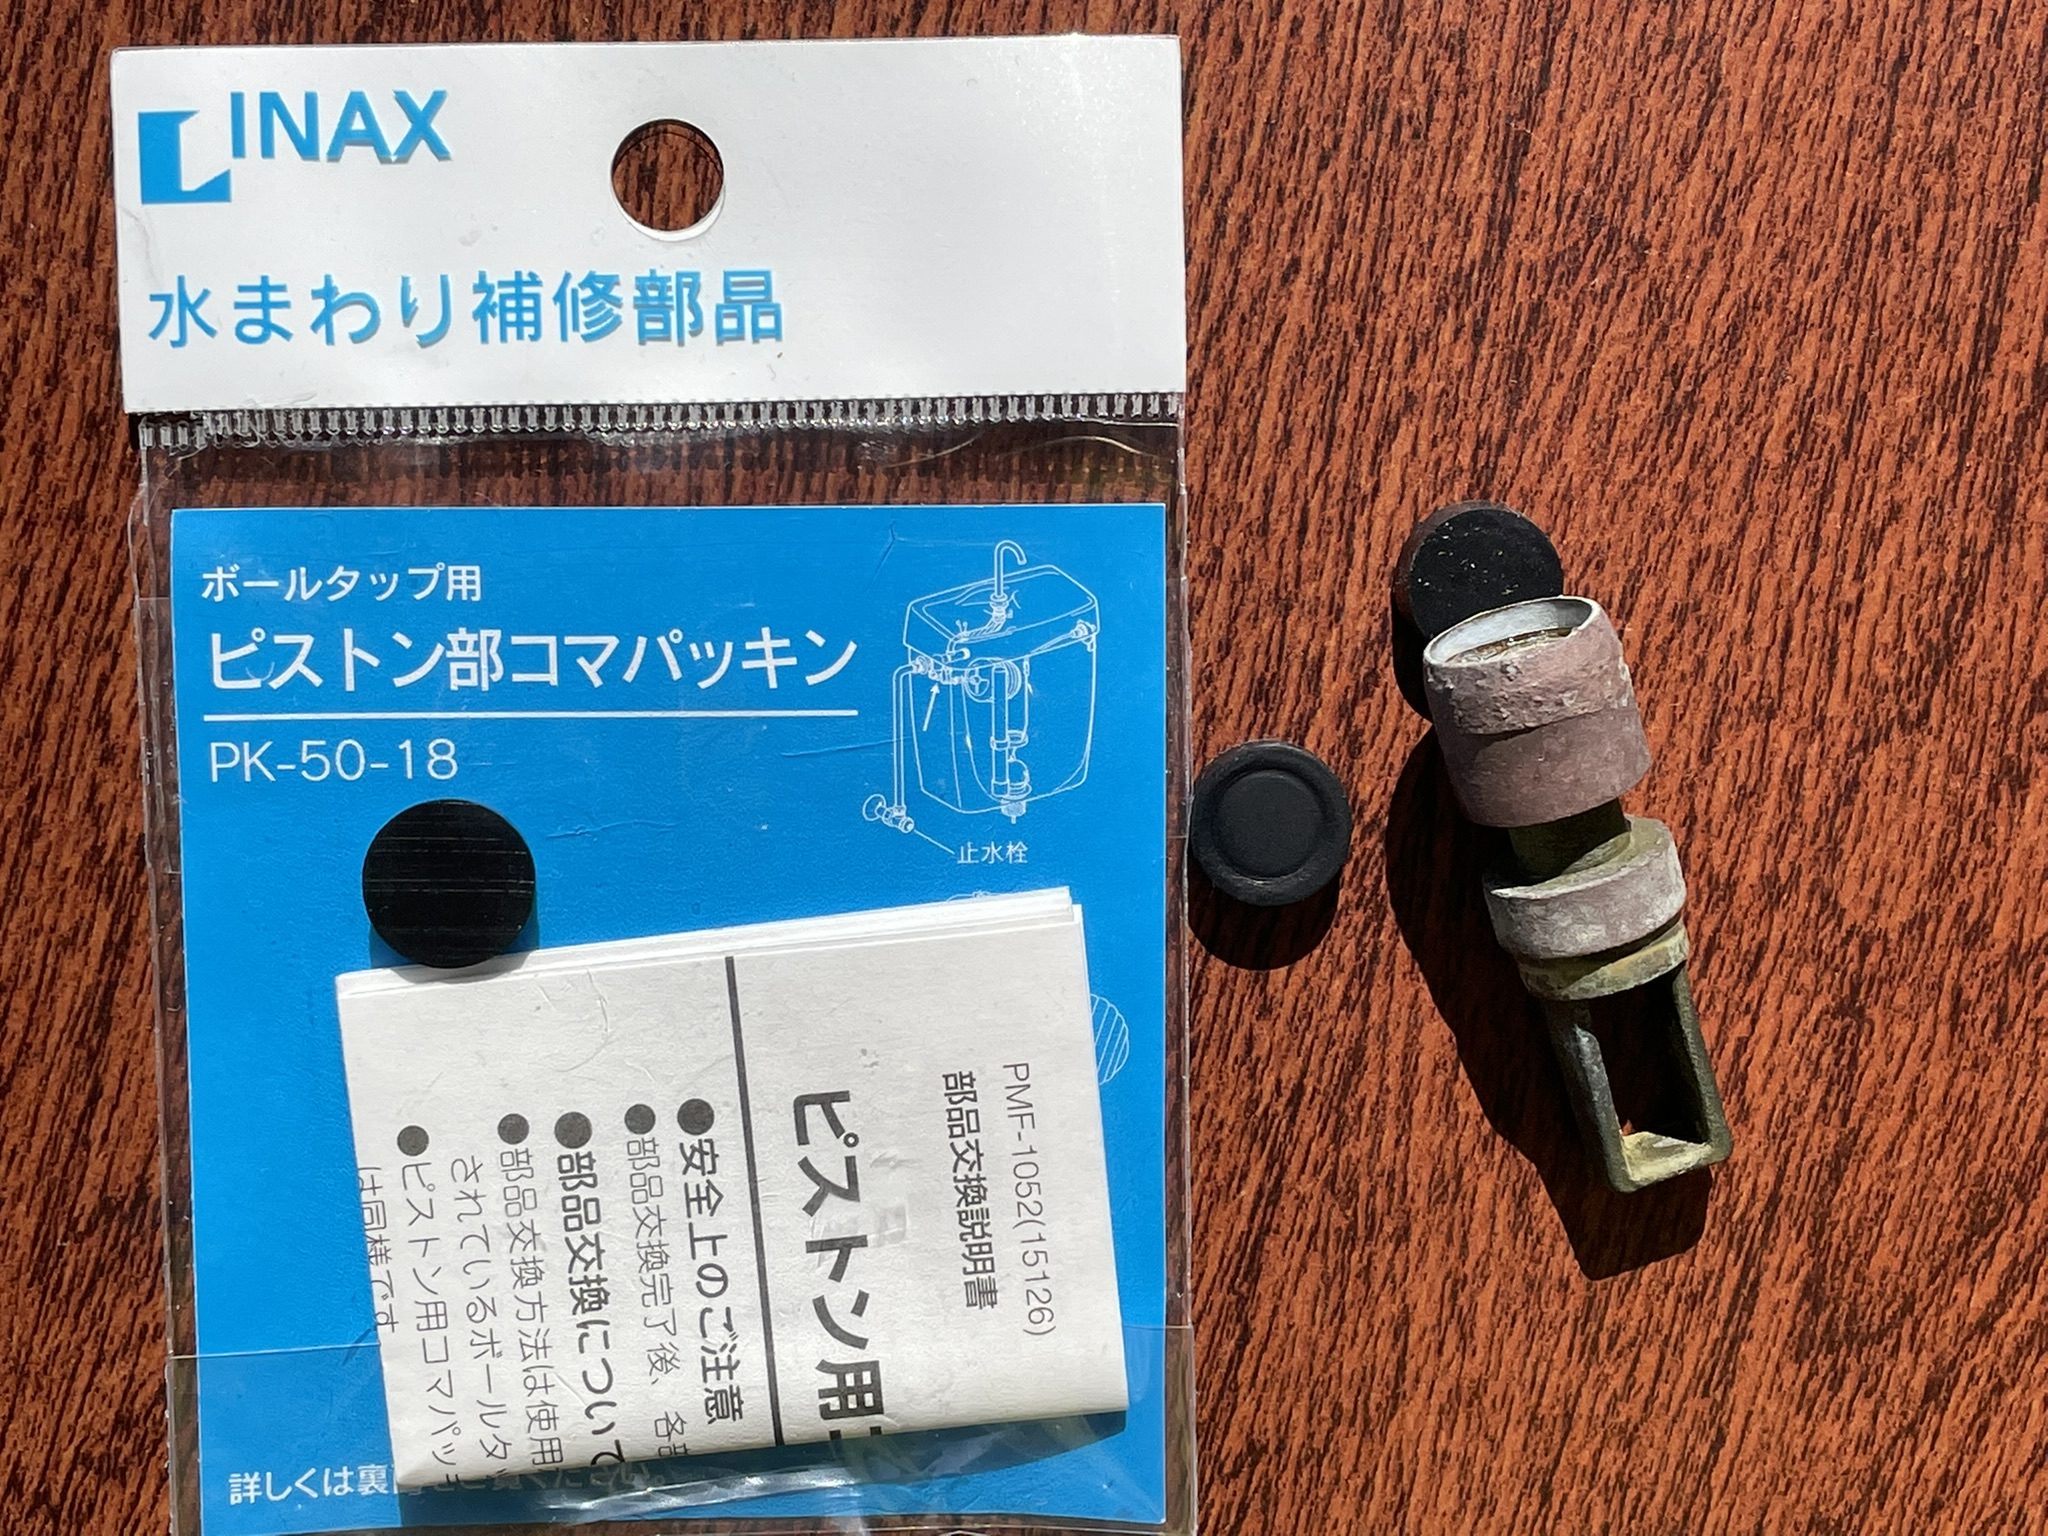 INAX
水まわり補修部品
ボールタップ用
ピストン部コマパッキン
PK-50-18
止水栓
PMF-1052(15126)
部品交換説明書
ピストン用
●安全上のご注意
●部品交換完了後、各部
●部品交換について
●部品交換方法は使用
されているボールタ
●ピストン用コマパッキ
は同様です
詳しくは裏